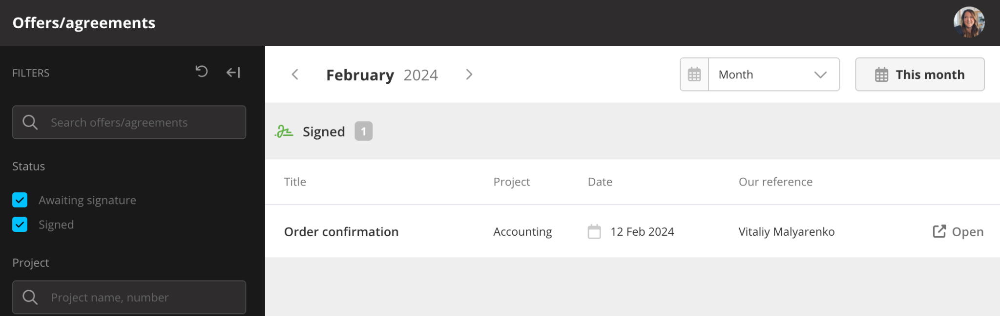 Offers/agreements
FILTERS
Search offers/agreements
Status
Awaiting signature
Signed
Project
Project name, number
February 2024
Month
This month
Signed 1
Title Project Date Our reference
Order confirmation Accounting 12 Feb 2024 Vitaliy Malyarenko Open